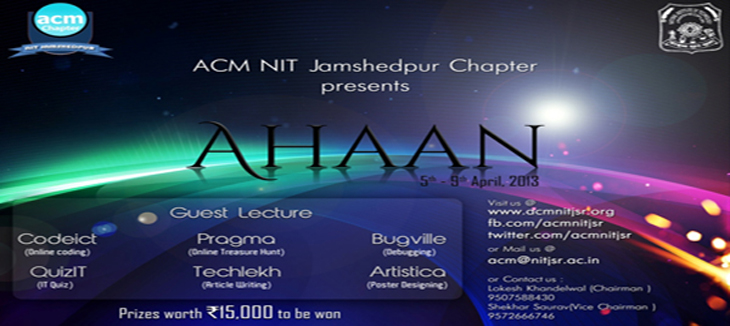 acm
Chapter
NIT JAMSHEDPUR
ACM NIT Jamshedpur Chapter
presents
AHAAN
5th - 9th April, 2013
Guest Lecture
Codeict
(Online coding)
Pragma
(Online Treasure Hunt)
Bugville
(Debugging)
QuizIT
(IT Quiz)
Techlekh
(Article Writing)
Artistica
(Poster Designing)
Prizes worth ₹15,000 to be won
Visit us @
www.acmnitjsr.org
fb.com/acmnitjsr
twitter.com/acmnitjsr
or Mail us @
acm@nitjsr.ac.in
or Contact us :
Lokesh Khandelwal (Chairman )
9507588430
Shekhar Saurav(Vice Chairman )
9572666746